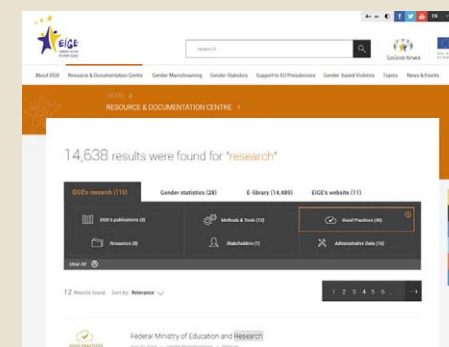 A+ A- EN
EIGE
research
EuroGender Network
About EIGE Resource & Documentation Centre Gender Mainstreaming Gender Statistics Support to EU Presidencies Gender based Violence Topics News & Events
HOME >
RESOURCE & DOCUMENTATION CENTRE >
14,638 results were found for "research"
EIGE's research (110) Gender statistics (28) E-library (14,489) EIGE's website (11)
EIGE's publications (0) Methods & Tools (12) Good Practices (40)
Resources (0) Stakeholders (1) Administrative Data (16)
Clear All
12 Results found Sort by: Relevance
1 2 3 4 5 6
GOOD PRACTICES
Federal Ministry of Education and Research